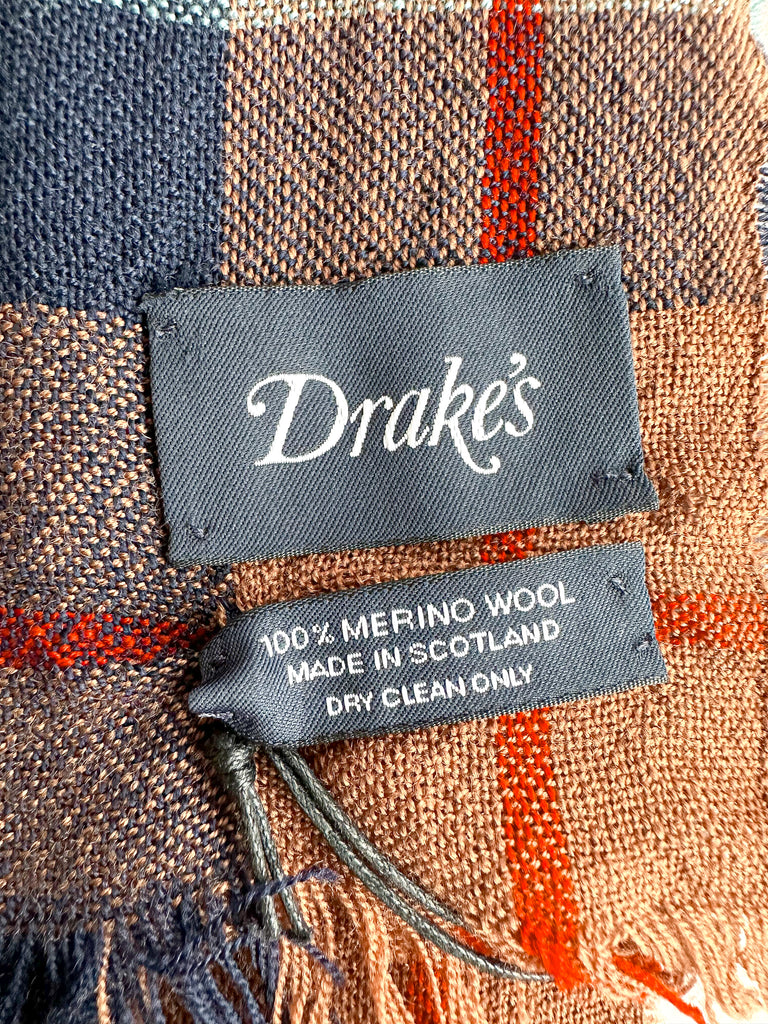 Drake's
100% MERINO WOOL
MADE IN SCOTLAND
DRY CLEAN ONLY